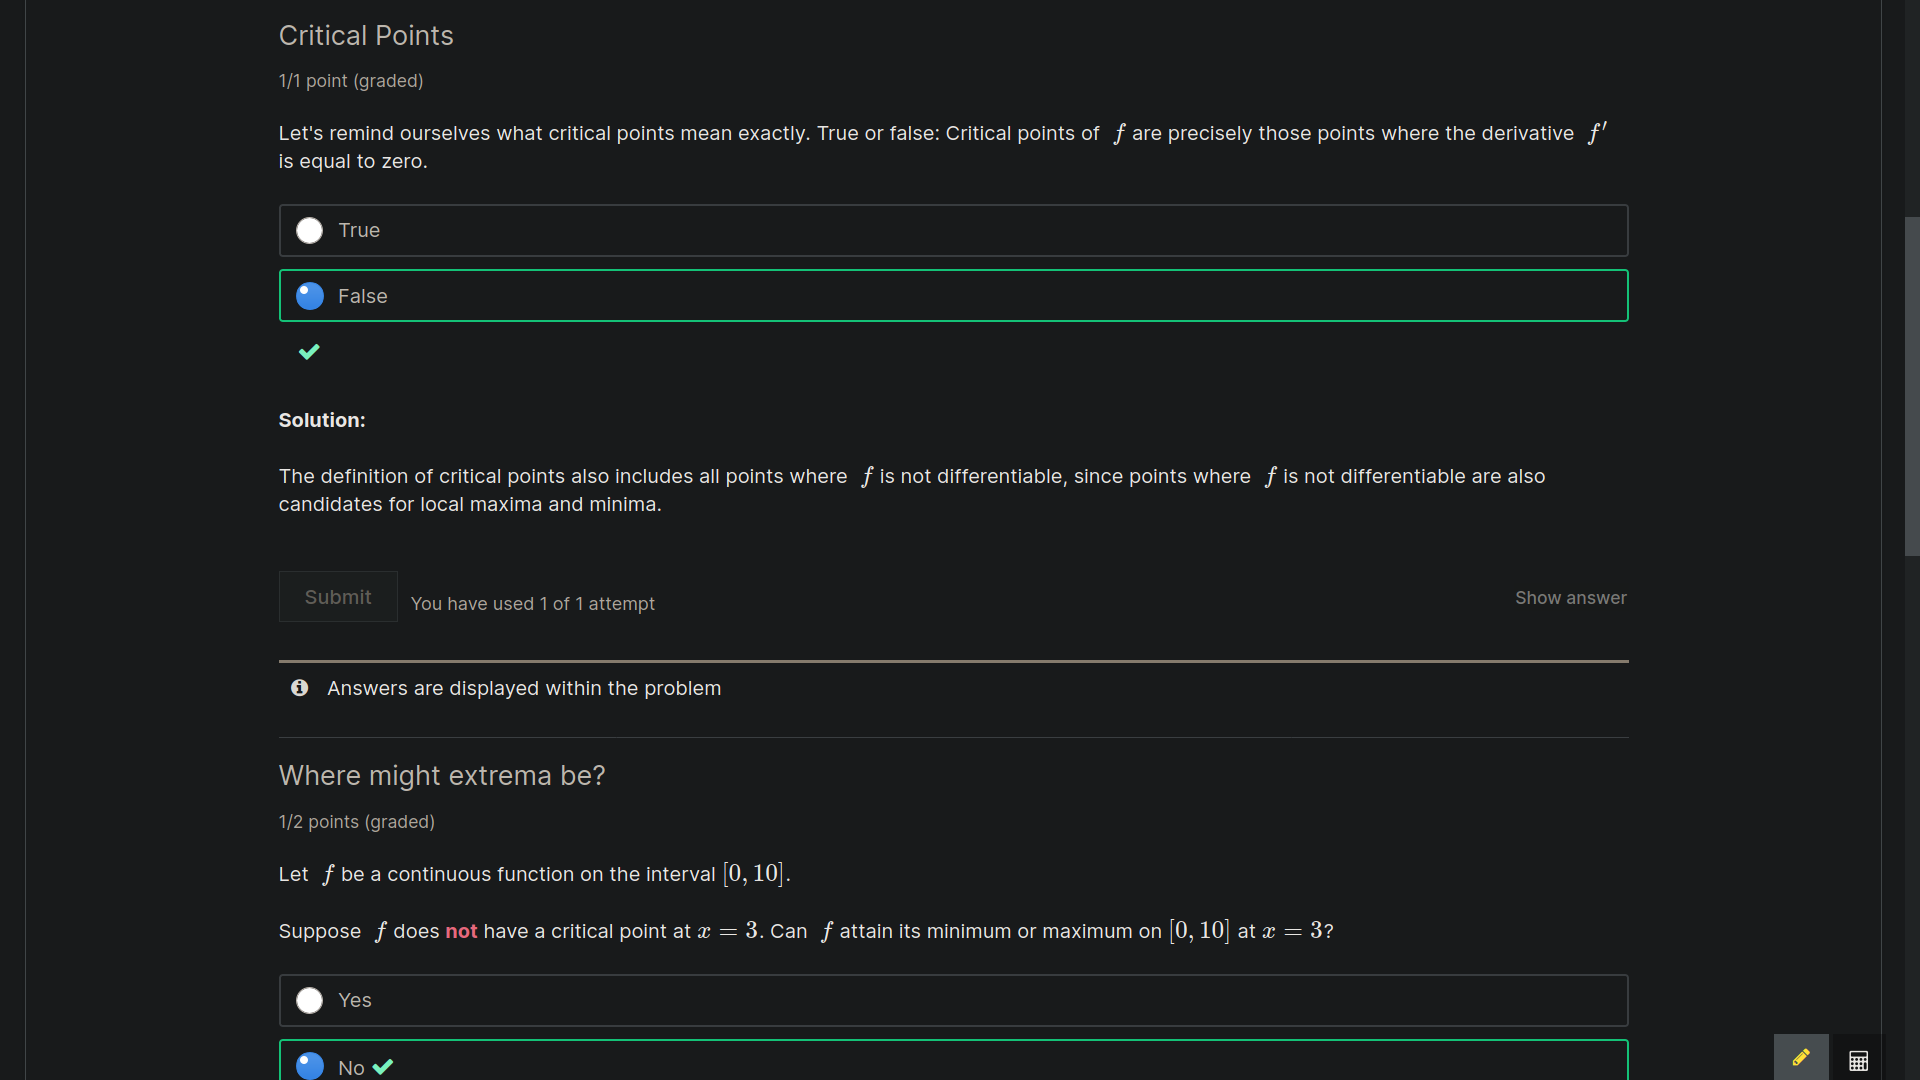 Critical Points
1/1 point (graded)
Let's remind ourselves what critical points mean exactly. True or false: Critical points of f are precisely those points where the derivative f′
is equal to zero.
True
False
Solution:
The definition of critical points also includes all points where f is not differentiable, since points where f is not differentiable are also
candidates for local maxima and minima.
Submit You have used 1 of 1 attempt Show answer
Answers are displayed within the problem
Where might extrema be?
1/2 points (graded)
Let f be a continuous function on the interval [0, 10].
Suppose f does not have a critical point at x = 3. Can f attain its minimum or maximum on [0, 10] at x = 3?
Yes
No